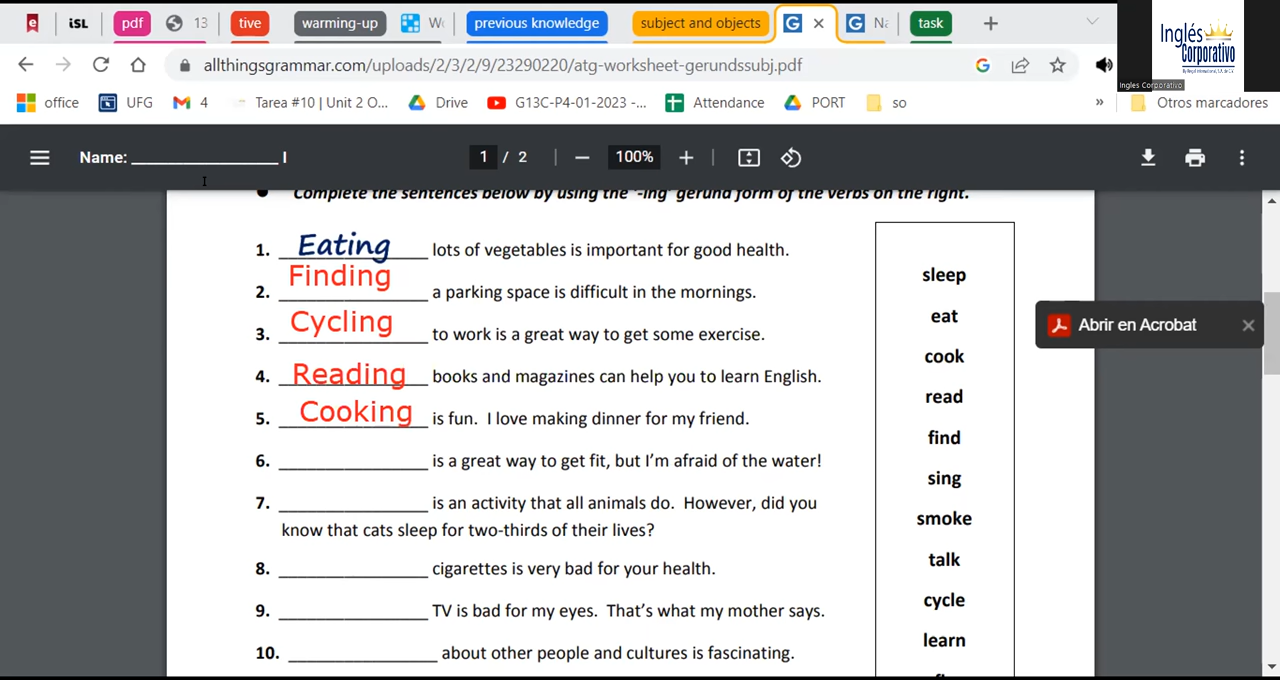 pdf 13 tive warming-up W previous knowledge subject and objects Na task
allthingsgrammar.com/uploads/2/3/2/9/23290220/atg-worksheet-gerundssubj.pdf
Inglés Corporativo
Ingles Corporativo
office UFG 4 Tarea #10 | Unit 2 O... Drive G13C-P4-01-2023 -... Attendance PORT so » Otros marcadores
Name: _________________ I 1 / 2 100%
Complete the sentences below by using the "-ing" gerund form of the verbs on the right.
1. Eating lots of vegetables is important for good health.
2. Finding a parking space is difficult in the mornings.
3. Cycling to work is a great way to get some exercise.
4. Reading books and magazines can help you to learn English.
5. Cooking is fun. I love making dinner for my friend.
6. ______________ is a great way to get fit, but I'm afraid of the water!
7. ______________ is an activity that all animals do. However, did you
know that cats sleep for two-thirds of their lives?
8. ______________ cigarettes is very bad for your health.
9. ______________ TV is bad for my eyes. That's what my mother says.
10. ______________ about other people and cultures is fascinating.
sleep
eat
cook
read
find
sing
smoke
talk
cycle
learn
Abrir en Acrobat